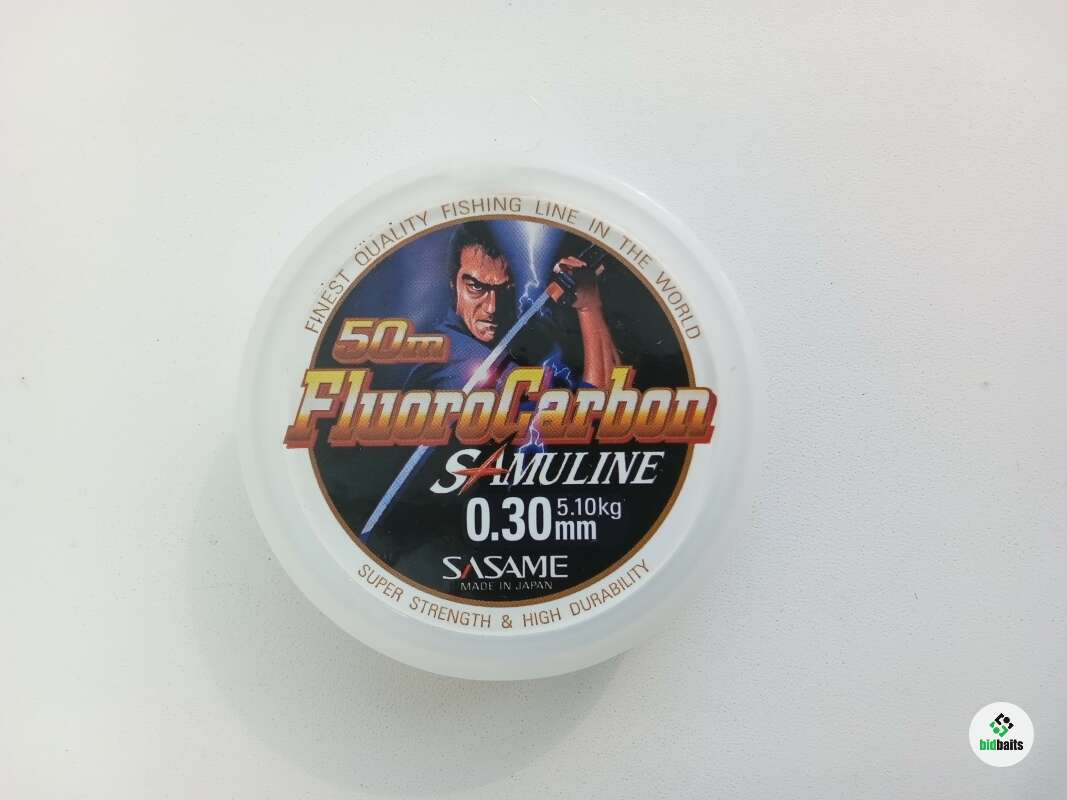 FINEST QUALITY FISHING LINE IN THE WORLD
50m
FluoroCarbon
SAMULINE
0.30mm 5.10kg
SASAME
MADE IN JAPAN
SUPER STRENGTH & HIGH DURABILITY
bidbaits